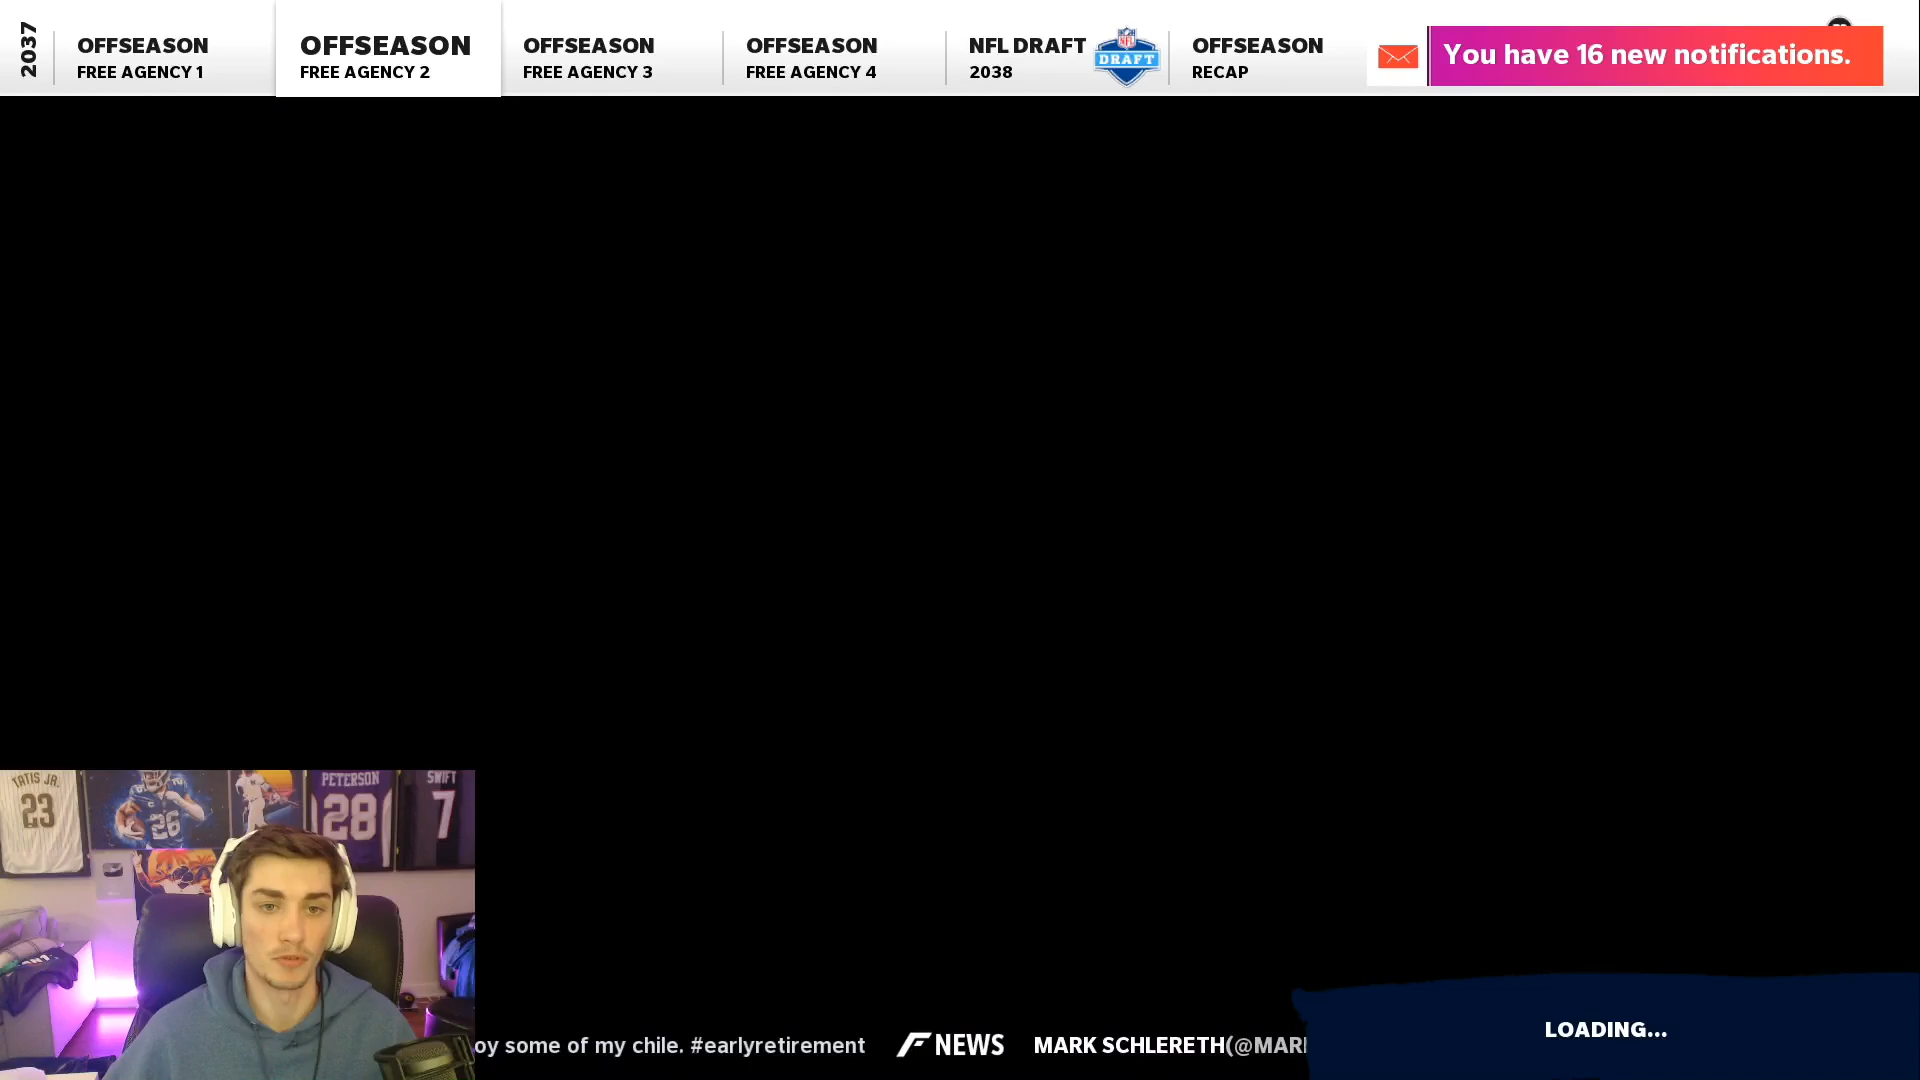 2037
OFFSEASON
FREE AGENCY 1
OFFSEASON
FREE AGENCY 2
OFFSEASON
FREE AGENCY 3
OFFSEASON
FREE AGENCY 4
NFL DRAFT
2038
NFL
DRAFT
OFFSEASON
RECAP
You have 16 new notifications.
TATIS JR.
23
26
PETERSON
28
SWIFT
7
oy some of my chile. #earlyretirement
F NEWS
MARK SCHLERETH(@MAR
LOADING...